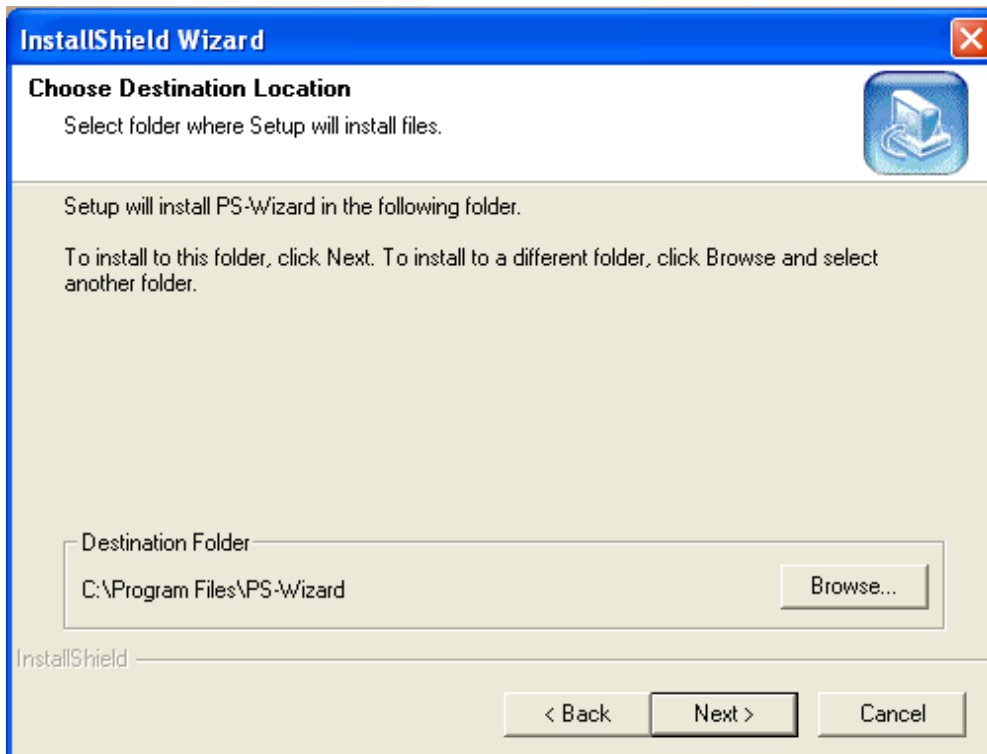 InstallShield Wizard
Choose Destination Location
Select folder where Setup will install files.
Setup will install PS-Wizard in the following folder.
To install to this folder, click Next. To install to a different folder, click Browse and select
another folder.
Destination Folder
C:\Program Files\PS-Wizard
Browse...
InstallShield
< Back
Next >
Cancel